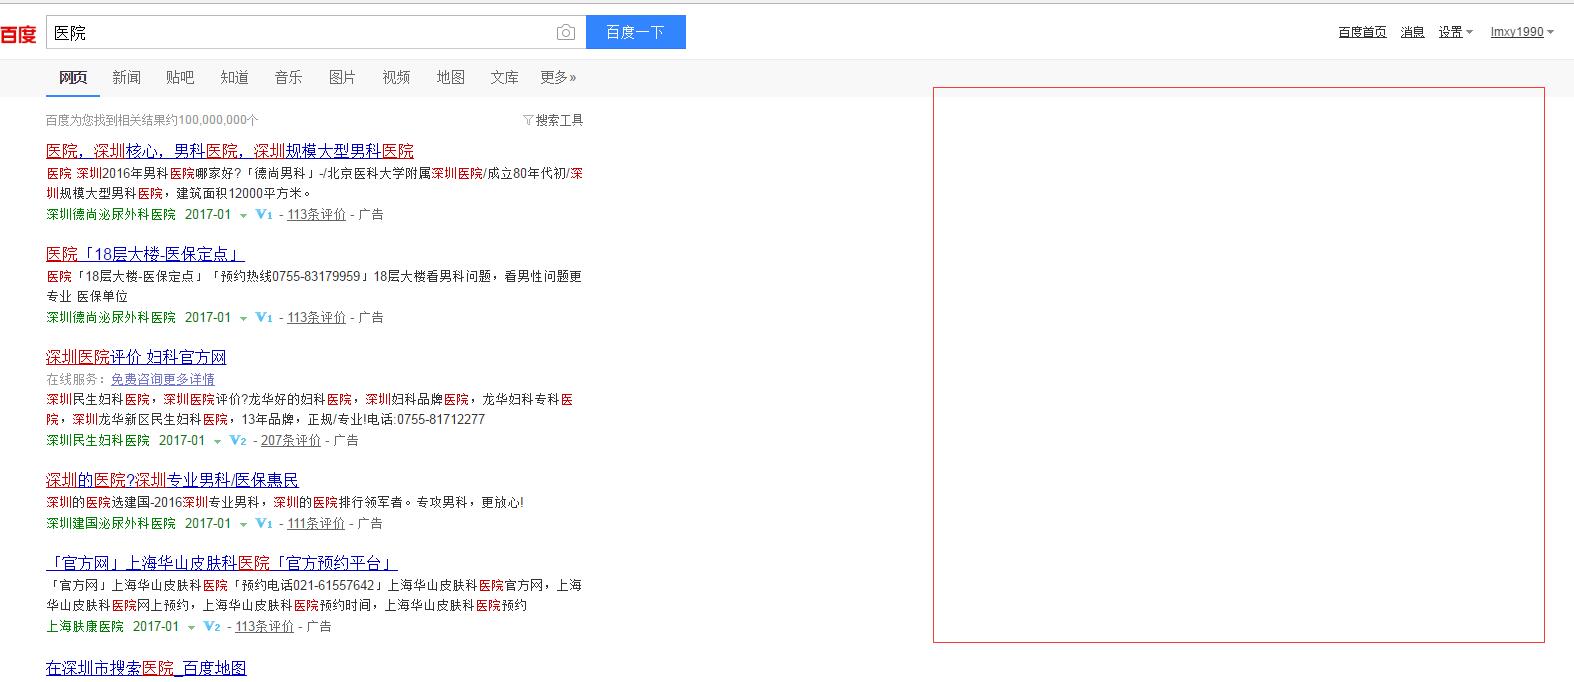 百度
医院
百度一下
百度首页 消息 设置 lmxy1990
网页 新闻 贴吧 知道 音乐 图片 视频 地图 文库 更多»
百度为您找到相关结果约100,000,000个
搜索工具
医院，深圳核心，男科医院，深圳规模大型男科医院
医院 深圳2016年男科医院哪家好?「德尚男科」-/北京医科大学附属深圳医院/成立80年代初/深
圳规模大型男科医院，建筑面积12000平方米。
深圳德尚泌尿外科医院 2017-01 V1 - 113条评价 - 广告
医院「18层大楼-医保定点」
医院「18层大楼-医保定点」「预约热线0755-83179959」18层大楼看男科问题，看男性问题更
专业 医保单位
深圳德尚泌尿外科医院 2017-01 V1 - 113条评价 - 广告
深圳医院评价 妇科官方网
在线服务：免费咨询更多详情
深圳民生妇科医院，深圳医院评价?龙华好的妇科医院，深圳妇科品牌医院，龙华妇科专科医
院，深圳龙华新区民生妇科医院，13年品牌，正规/专业!电话:0755-81712277
深圳民生妇科医院 2017-01 V2 - 207条评价 - 广告
深圳的医院?深圳专业男科/医保惠民
深圳的医院选建国-2016深圳专业男科，深圳的医院排行领军者。专攻男科，更放心!
深圳建国泌尿外科医院 2017-01 V1 - 111条评价 - 广告
「官方网」上海华山皮肤科医院「官方预约平台」
「官方网」上海华山皮肤科医院「预约电话021-61557642」上海华山皮肤科医院官方网，上海
华山皮肤科医院网上预约，上海华山皮肤科医院预约时间，上海华山皮肤科医院预约
上海肤康医院 2017-01 V2 - 113条评价 - 广告
在深圳市搜索医院_百度地图